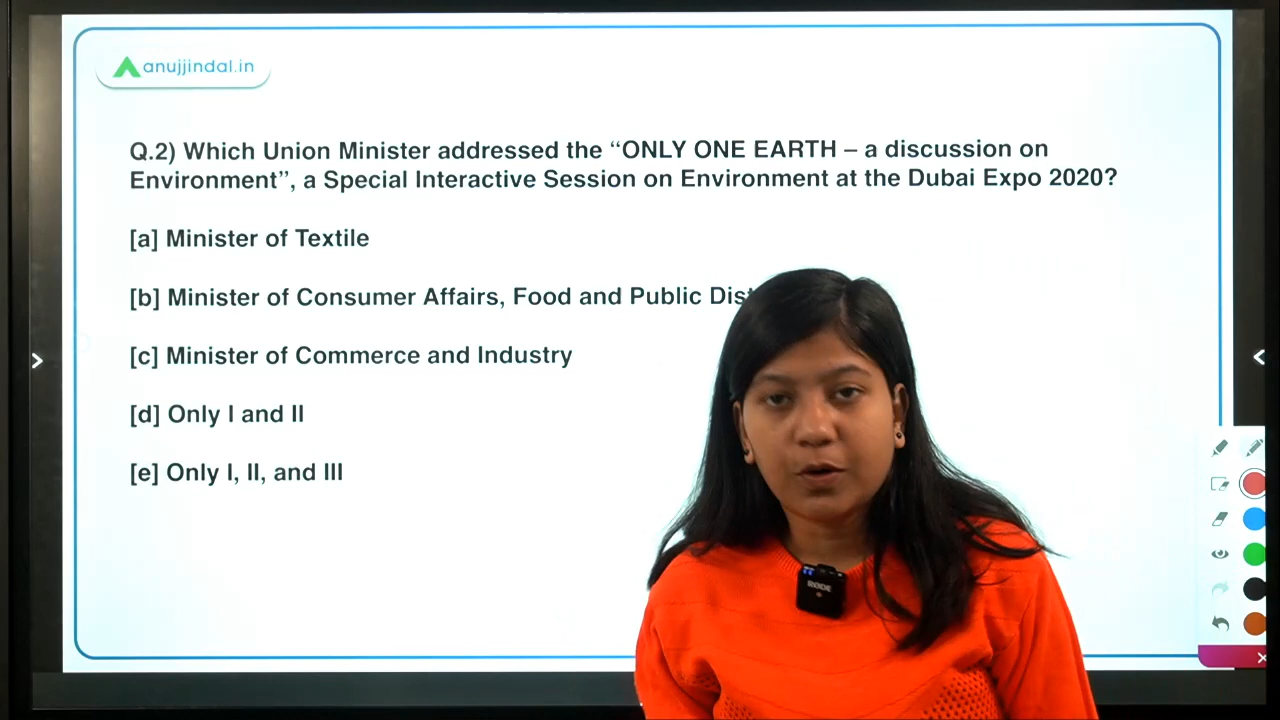 anujjindal.in
Q.2) Which Union Minister addressed the “ONLY ONE EARTH – a discussion on
Environment”, a Special Interactive Session on Environment at the Dubai Expo 2020?
[a] Minister of Textile
[b] Minister of Consumer Affairs, Food and Public
[c] Minister of Commerce and Industry
[d] Only I and II
[e] Only I, II, and III
RODE